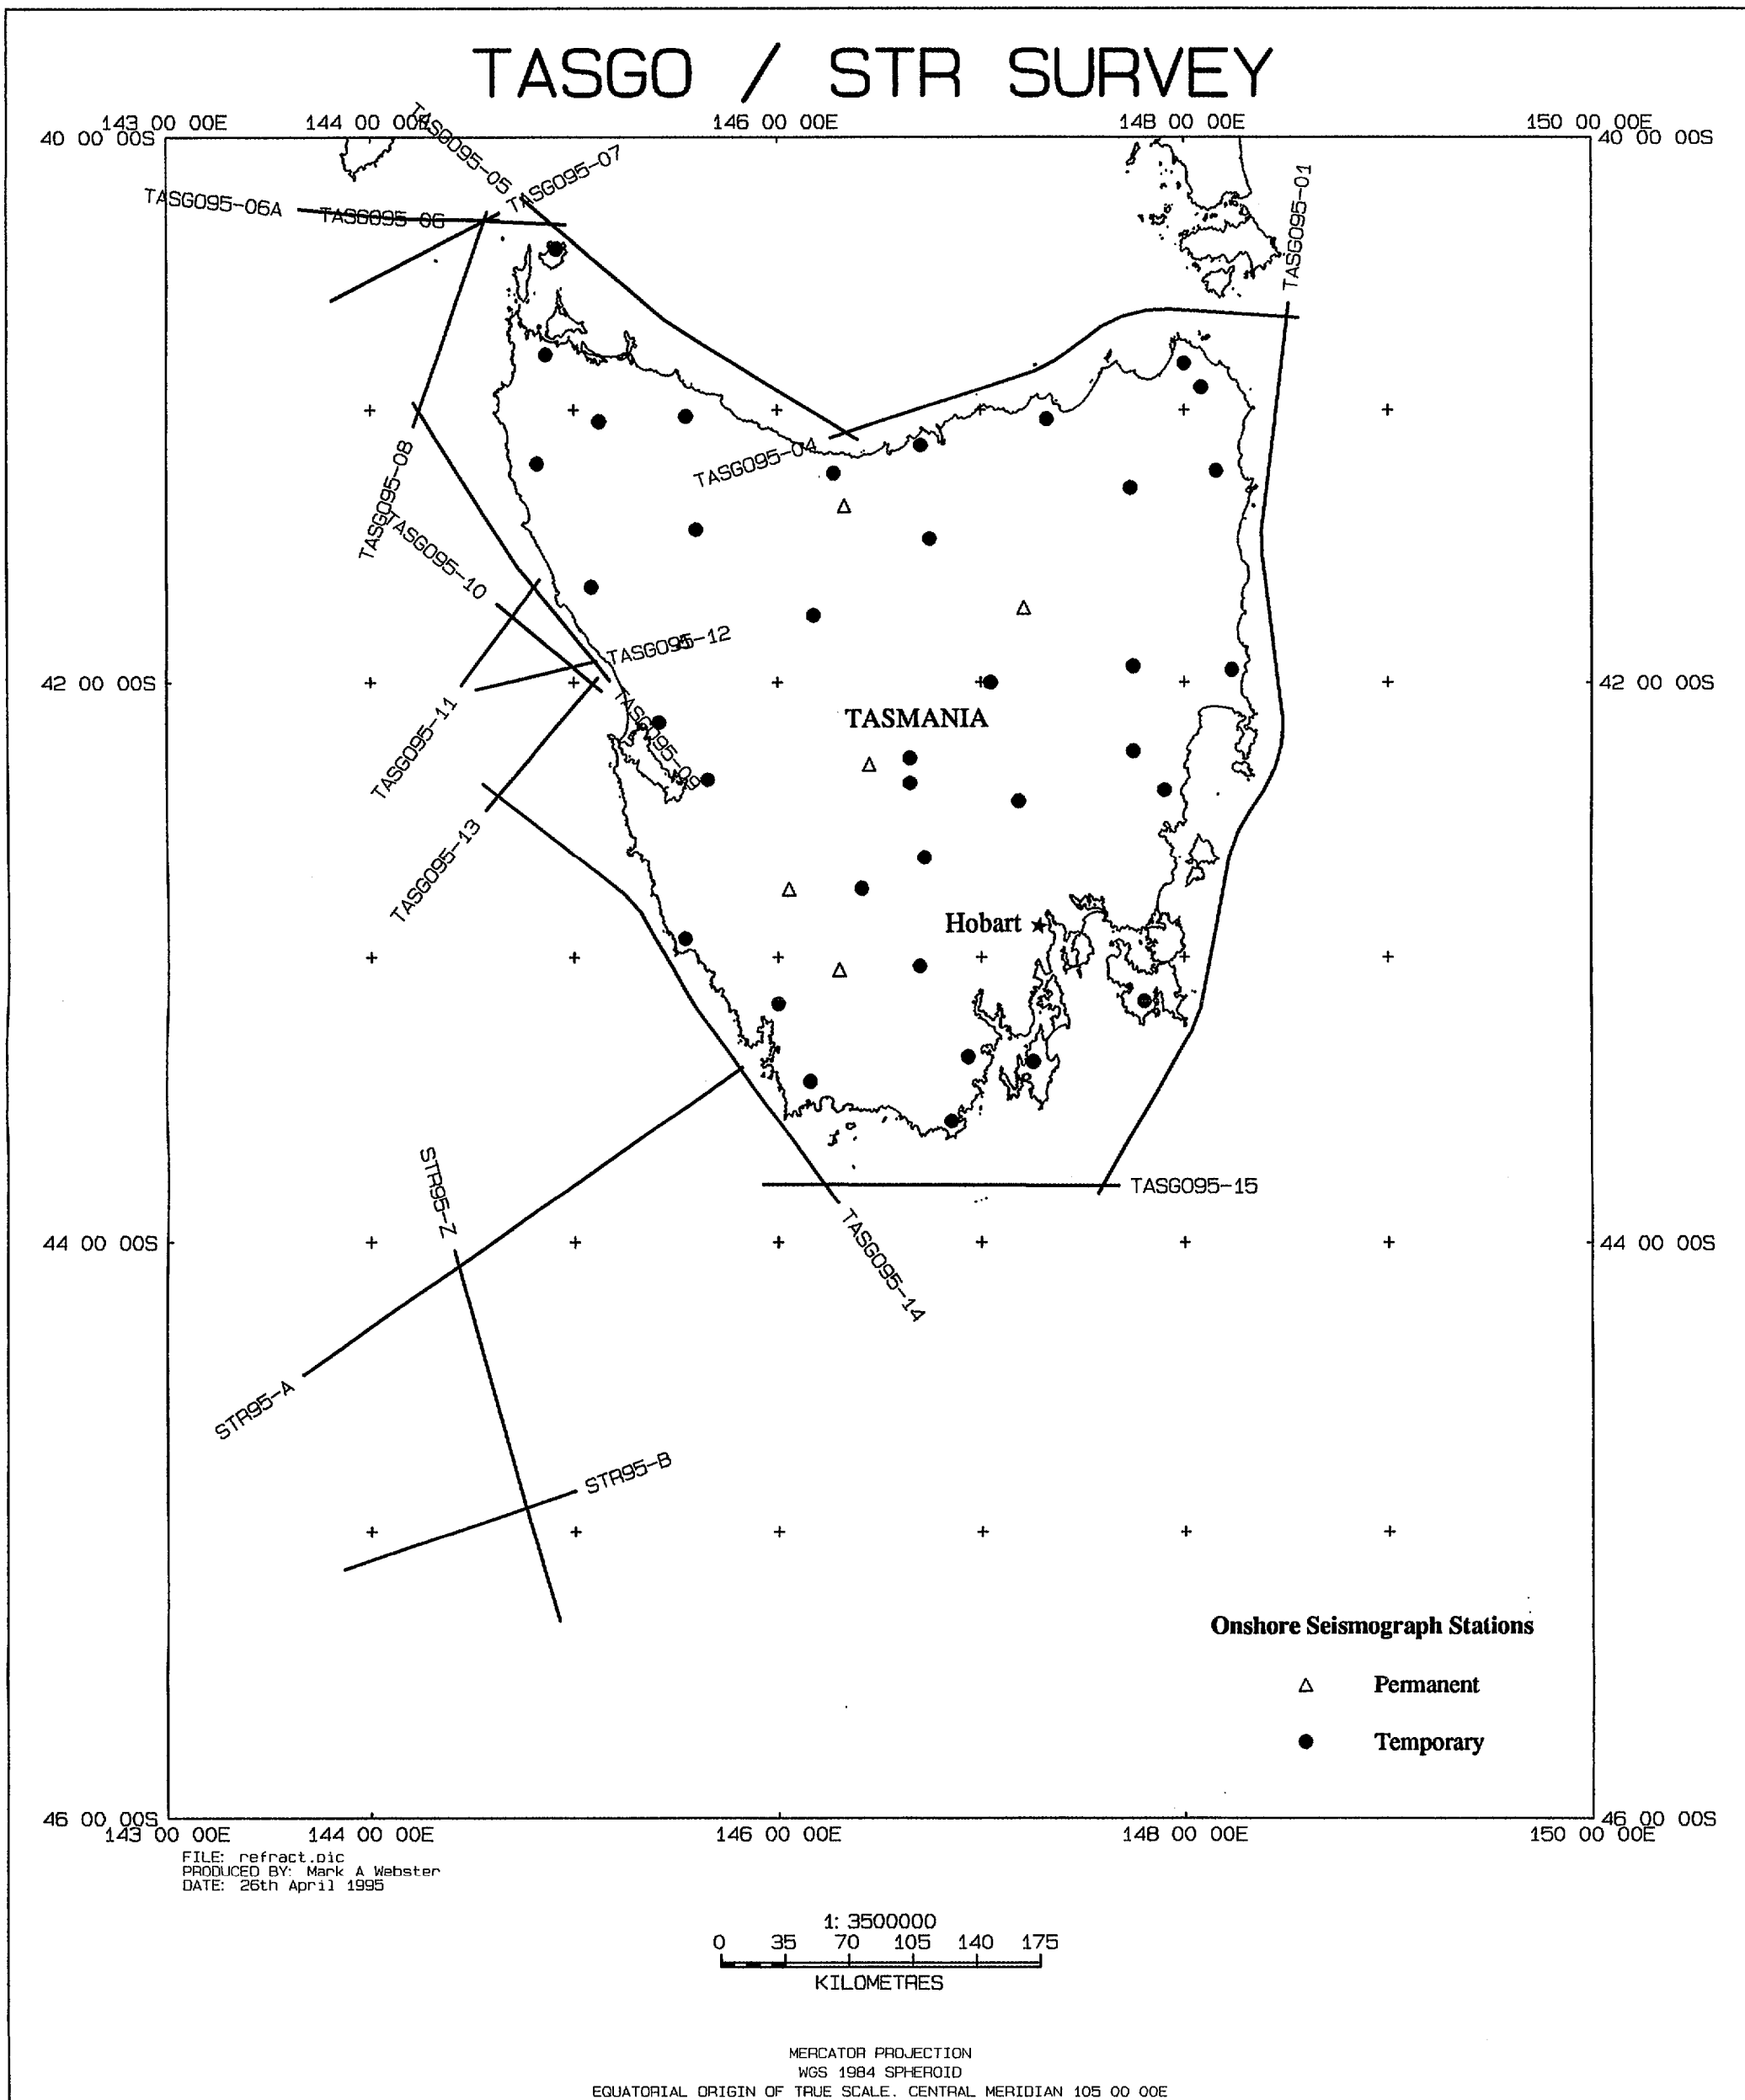 TASGO / STR SURVEY
143 00 00E
144 00 00E
146 00 00E
148 00 00E
150 00 00E
40 00 00S
40 00 00S
TASGO95-05
TASGO95-07
TASGO95-06A
TASGO95-06
TASGO95-01
TASGO95-08
TASGO95-04
TASGO95-10
TASGO95-12
42 00 00S
42 00 00S
TASGO95-11
TASGO95-09
TASMANIA
TASGO95-13
Hobart
STR95-Z
TASGO95-15
44 00 00S
44 00 00S
TASGO95-14
STR95-A
STR95-B
Onshore Seismograph Stations
Permanent
Temporary
46 00 00S
46 00 00S
143 00 00E
144 00 00E
146 00 00E
148 00 00E
150 00 00E
FILE: refract.pic
PRODUCED BY: Mark A Webster
DATE: 26th April 1995
1: 3500000
0 35 70 105 140 175
KILOMETRES
MERCATOR PROJECTION
WGS 1984 SPHEROID
EQUATORIAL ORIGIN OF TRUE SCALE. CENTRAL MERIDIAN 105 00 00E